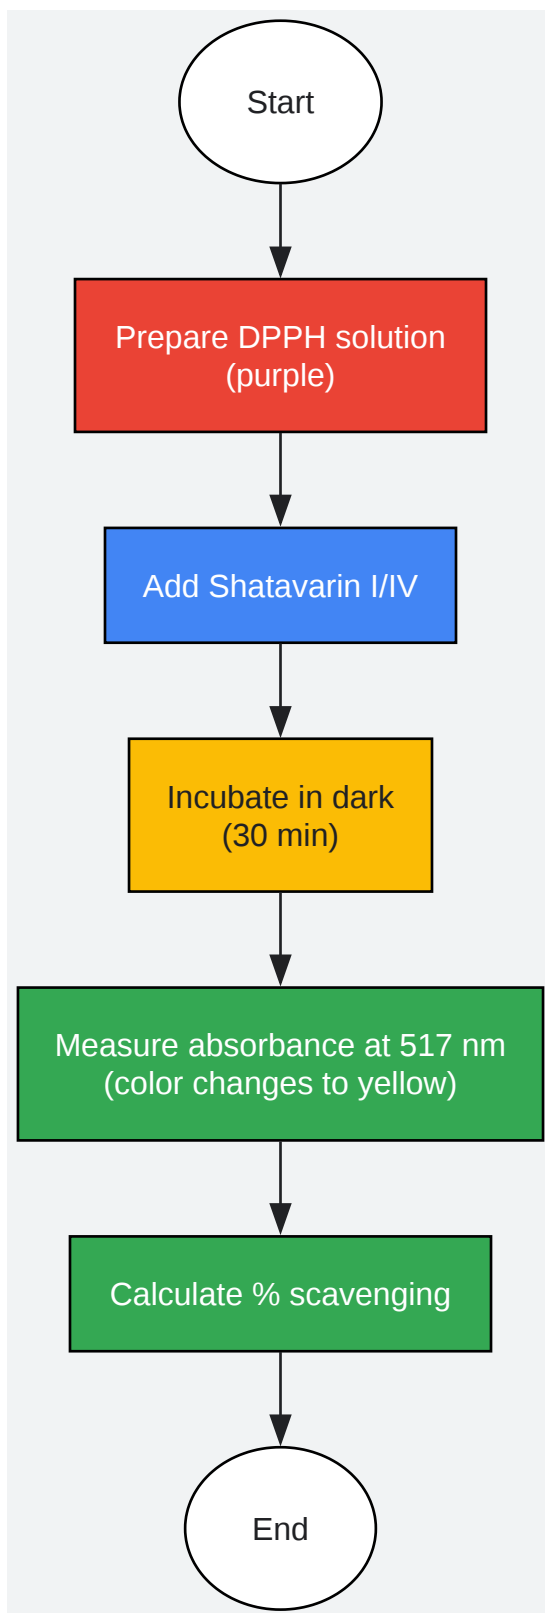 Start
Prepare DPPH solution
(purple)
Add Shatavarin I/IV
Incubate in dark
(30 min)
Measure absorbance at 517 nm
(color changes to yellow)
Calculate % scavenging
End